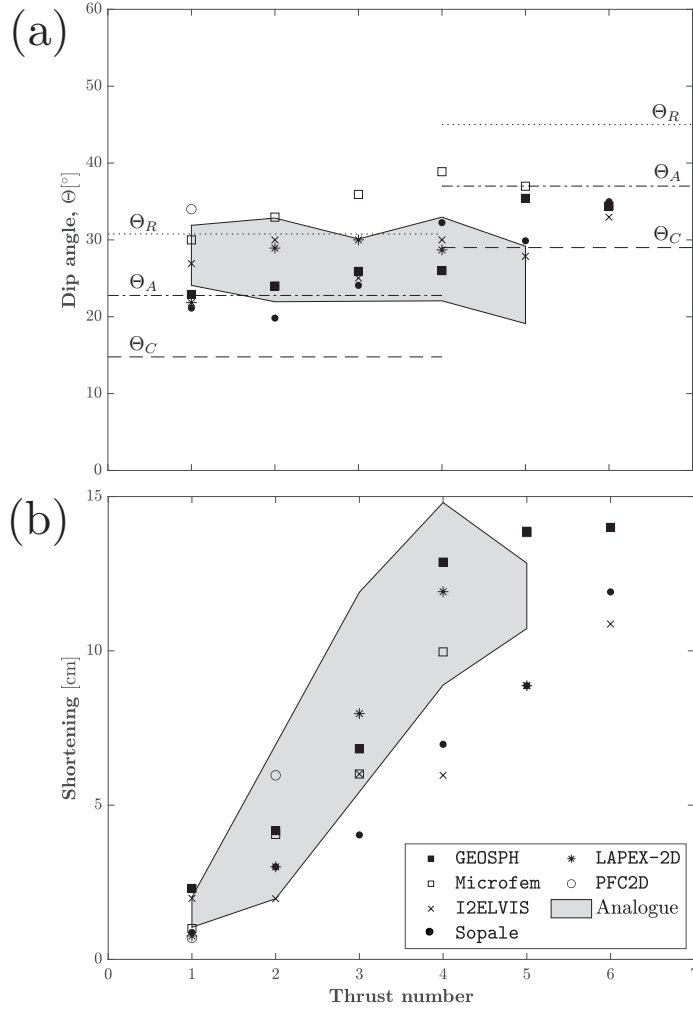 (a)
60
50
40
30
20
10
0
Dip angle, Θ[°]
Θ_R
Θ_A
Θ_C
Θ_R
Θ_A
Θ_C
(b)
15
10
5
0
Shortening [cm]
GEOSPH
Microfem
I2ELVIS
Sopale
LAPEX-2D
PFC2D
Analogue
0 1 2 3 4 5 6 7
Thrust number